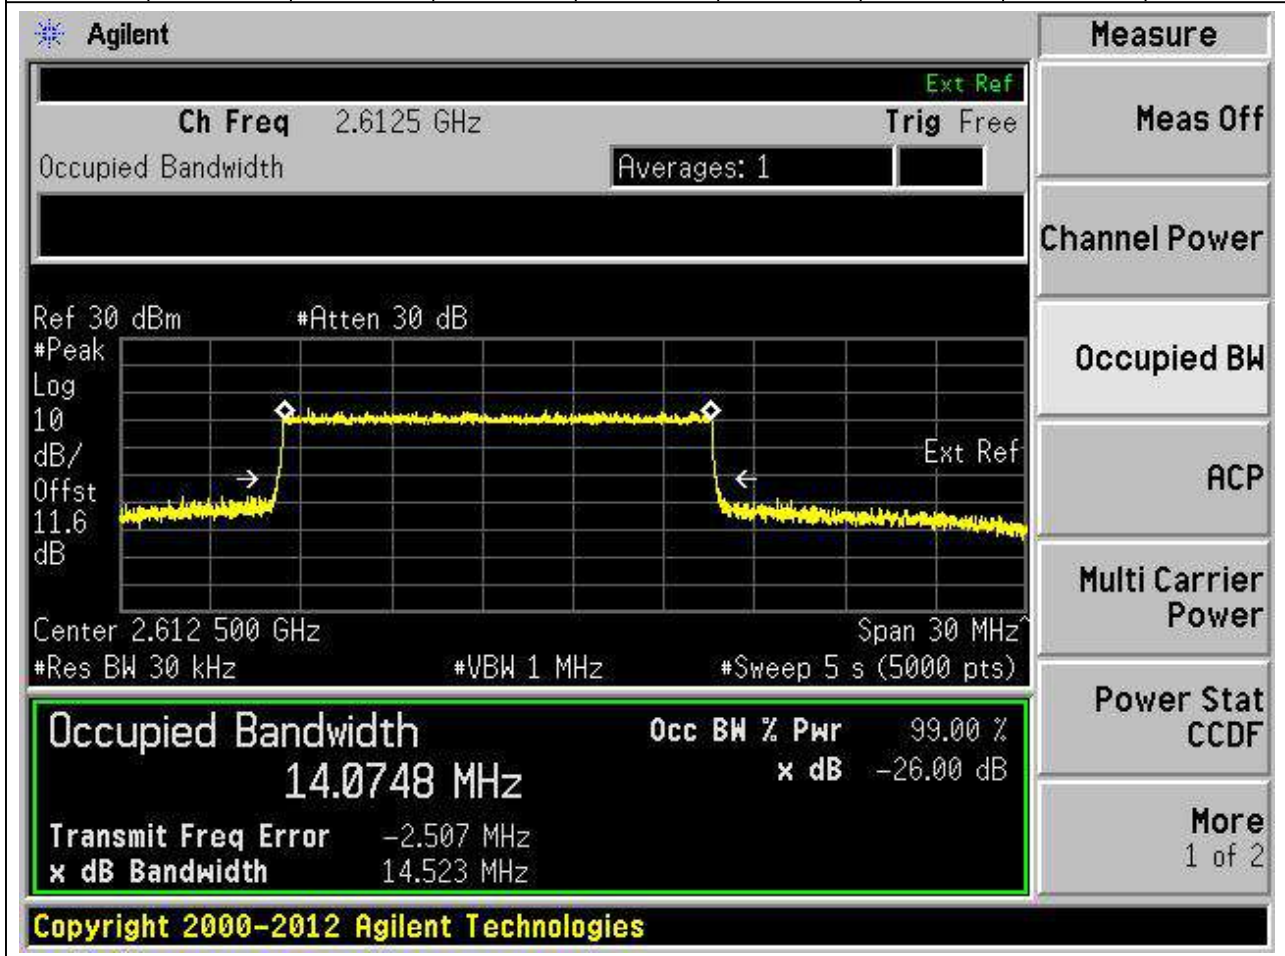 Agilent
Measure
Ext Ref
Ch Freq 2.6125 GHz Trig Free
Meas Off
Occupied Bandwidth Averages: 1
Channel Power
Ref 30 dBm #Atten 30 dB
#Peak
Log
10
dB/
Offst
11.6
dB
Ext Ref
Occupied BW
ACP
Center 2.612 500 GHz Span 30 MHz^
#Res BW 30 kHz #VBW 1 MHz #Sweep 5 s (5000 pts)
Multi Carrier
Power
Occupied Bandwidth Occ BW % Pwr 99.00 %
14.0748 MHz x dB -26.00 dB
Transmit Freq Error -2.507 MHz
x dB Bandwidth 14.523 MHz
Power Stat
CCDF
More
1 of 2
Copyright 2000-2012 Agilent Technologies